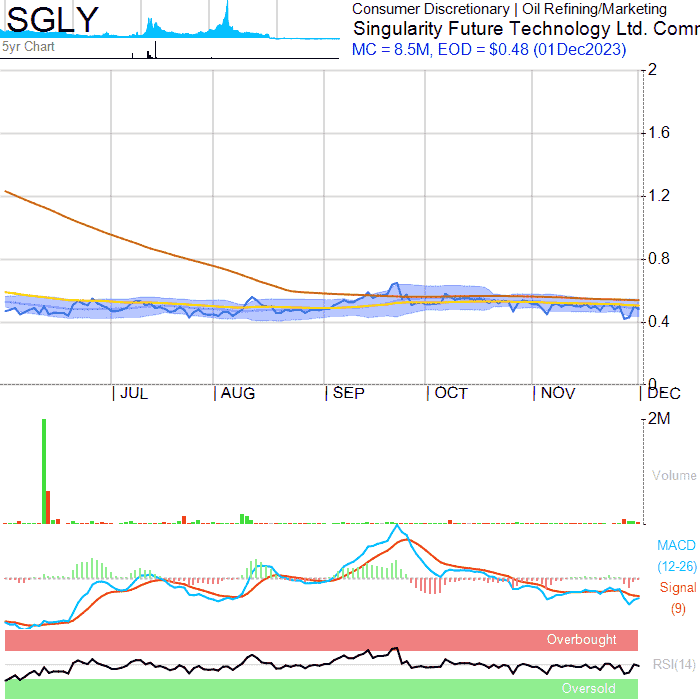 SGLY
5yr Chart
Consumer Discretionary | Oil Refining/Marketing
Singularity Future Technology Ltd. Comm
MC = 8.5M, EOD = $0.48 (01Dec2023)
2
1.6
1.2
0.8
0.4
0
JUL
AUG
SEP
OCT
NOV
DEC
2M
Volume
MACD
(12-26)
Signal
(9)
Overbought
RSI(14)
Oversold